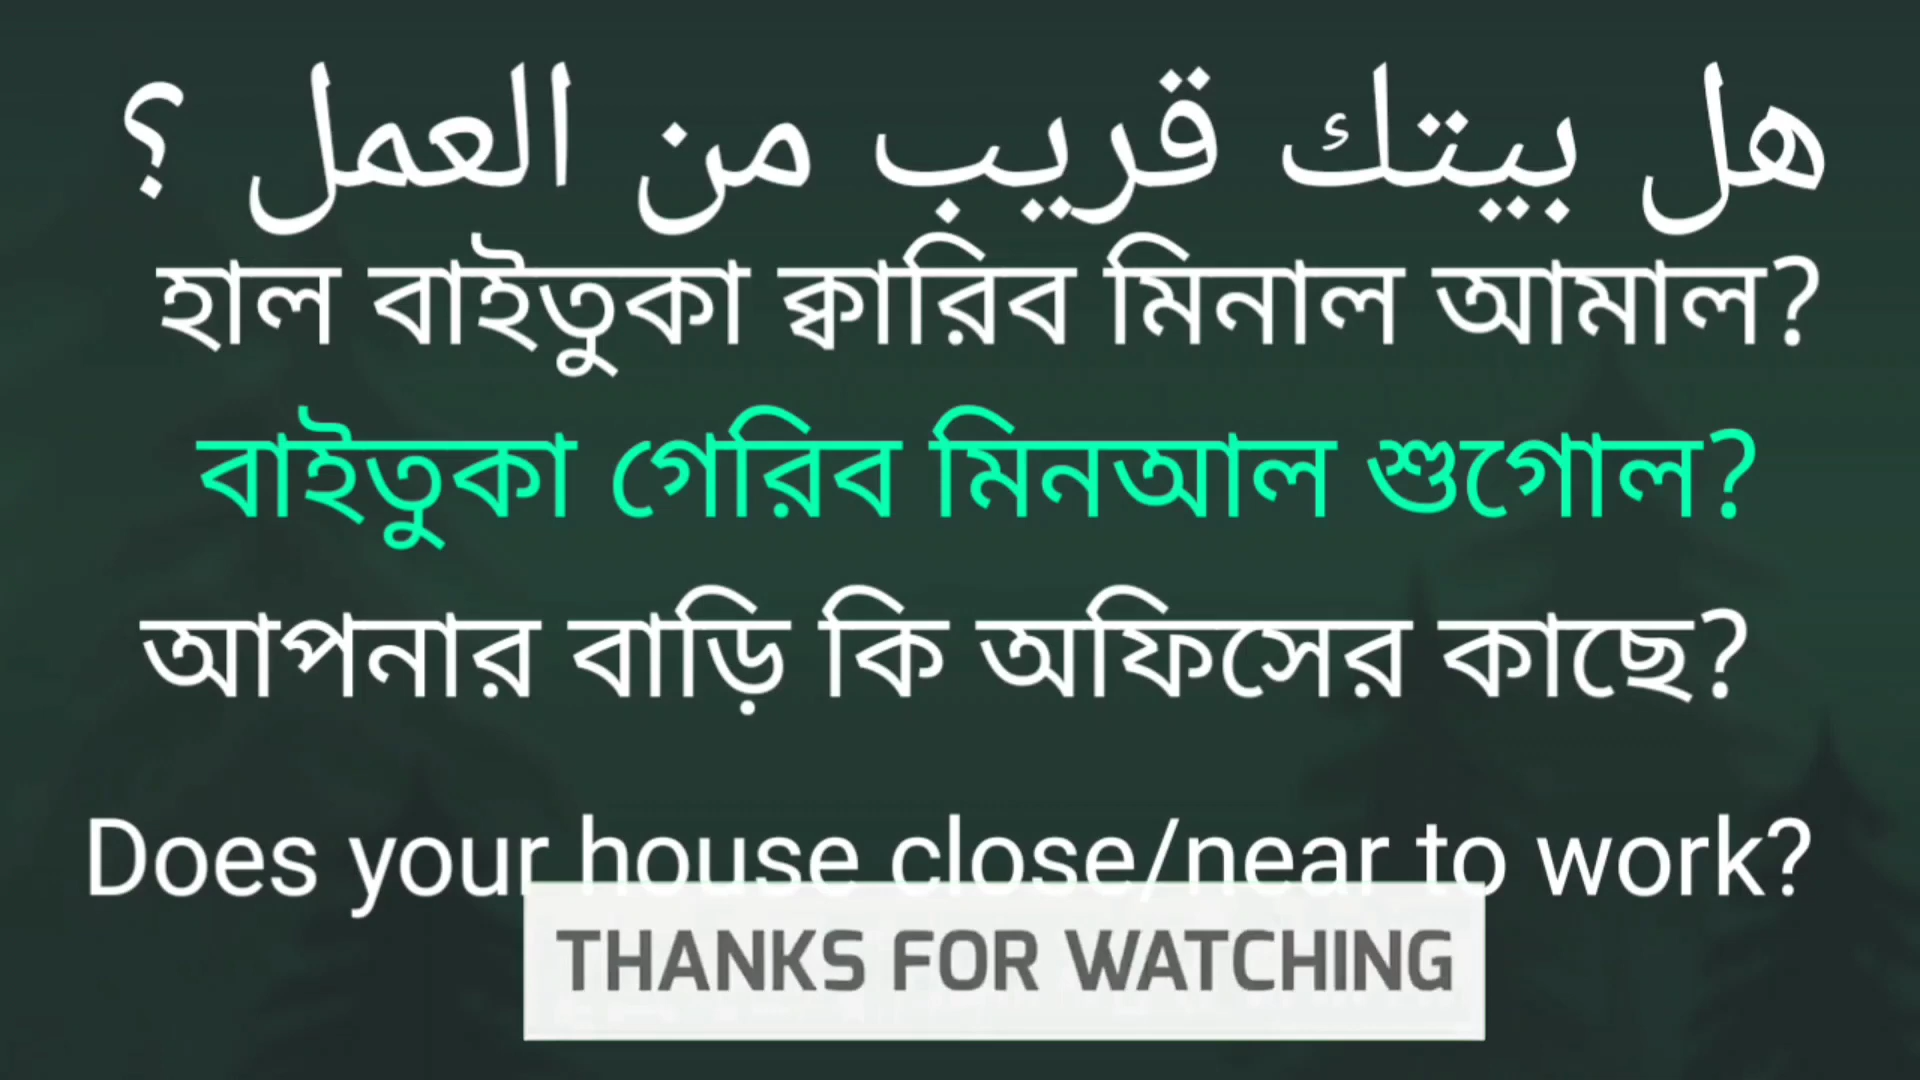 هل بيتك قريب من العمل ؟
হাল বাইতুকা ক্বারিব মিনাল আমাল?
বাইতুকা গেরিব মিনআল শুগোল?
আপনার বাড়ি কি অফিসের কাছে?
Does your house close/near to work?
THANKS FOR WATCHING